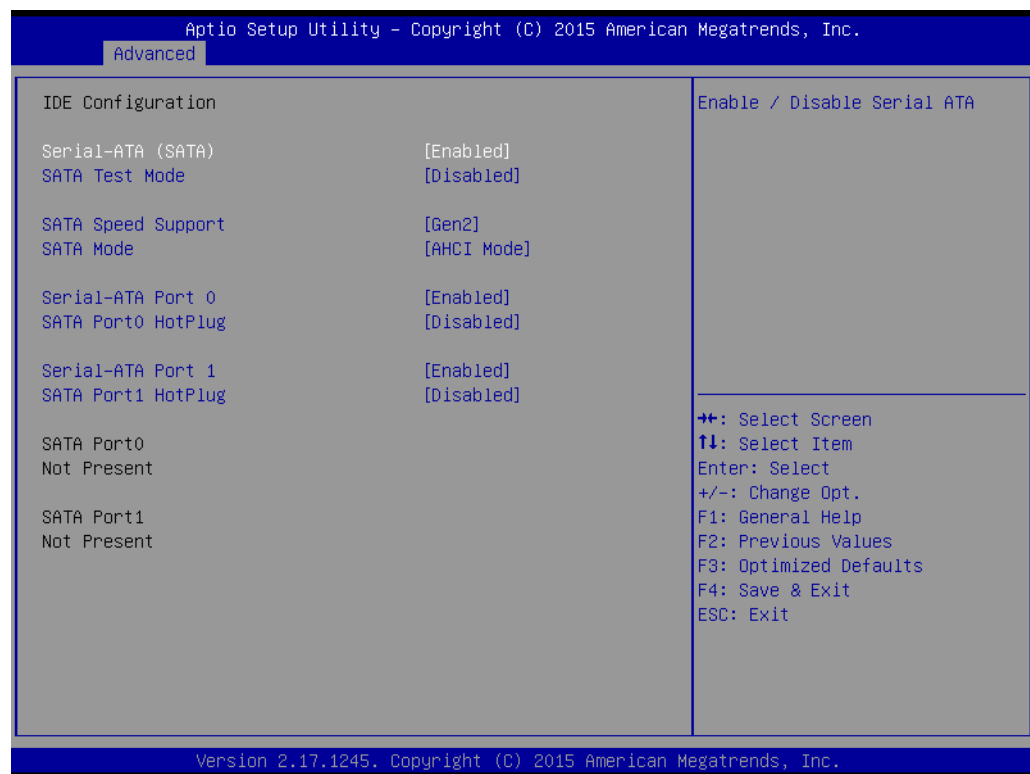 Aptio Setup Utility – Copyright (C) 2015 American Megatrends, Inc.
Advanced
IDE Configuration
Serial-ATA (SATA) [Enabled]
SATA Test Mode [Disabled]
SATA Speed Support [Gen2]
SATA Mode [AHCI Mode]
Serial-ATA Port 0 [Enabled]
SATA Port0 HotPlug [Disabled]
Serial-ATA Port 1 [Enabled]
SATA Port1 HotPlug [Disabled]
SATA Port0
Not Present
SATA Port1
Not Present
Enable / Disable Serial ATA
→←: Select Screen
↑↓: Select Item
Enter: Select
+/-: Change Opt.
F1: General Help
F2: Previous Values
F3: Optimized Defaults
F4: Save & Exit
ESC: Exit
Version 2.17.1245. Copyright (C) 2015 American Megatrends, Inc.